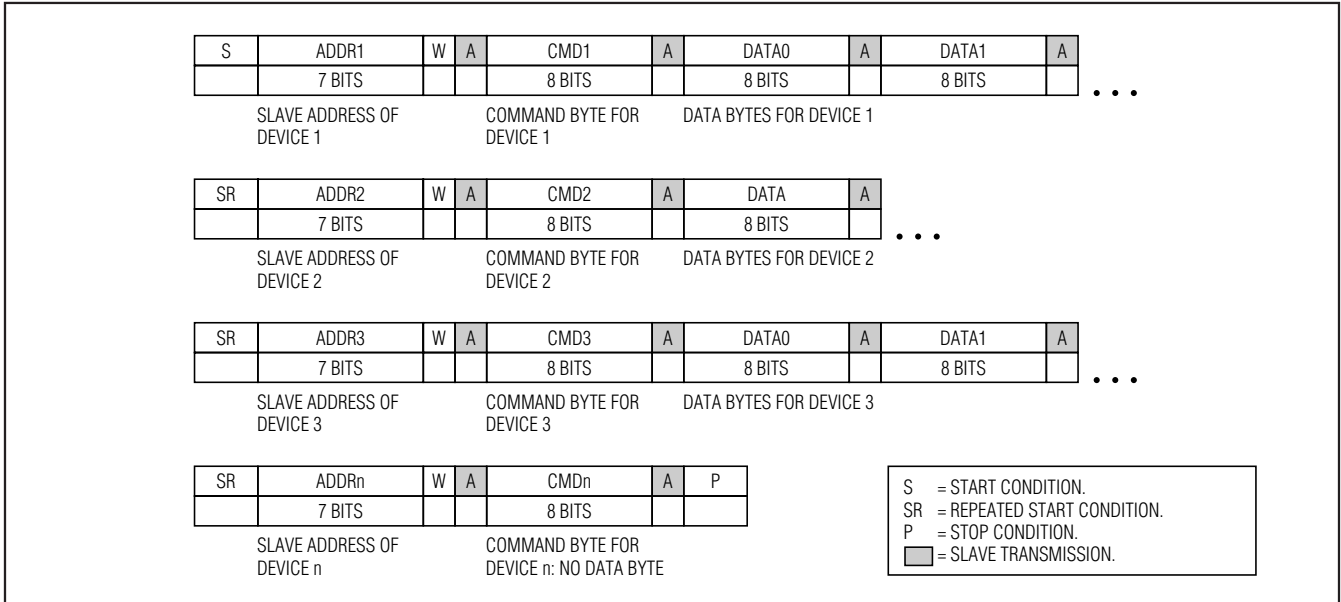 S ADDR1 W A CMD1 A DATA0 A DATA1 A
7 BITS 8 BITS 8 BITS 8 BITS
...
SLAVE ADDRESS OF DEVICE 1
COMMAND BYTE FOR DEVICE 1
DATA BYTES FOR DEVICE 1
SR ADDR2 W A CMD2 A DATA A
7 BITS 8 BITS 8 BITS
...
SLAVE ADDRESS OF DEVICE 2
COMMAND BYTE FOR DEVICE 2
DATA BYTES FOR DEVICE 2
SR ADDR3 W A CMD3 A DATA0 A DATA1 A
7 BITS 8 BITS 8 BITS 8 BITS
...
SLAVE ADDRESS OF DEVICE 3
COMMAND BYTE FOR DEVICE 3
DATA BYTES FOR DEVICE 3
SR ADDRn W A CMDn A P
7 BITS 8 BITS
SLAVE ADDRESS OF DEVICE n
COMMAND BYTE FOR DEVICE n: NO DATA BYTE
S = START CONDITION.
SR = REPEATED START CONDITION.
P = STOP CONDITION.
= SLAVE TRANSMISSION.